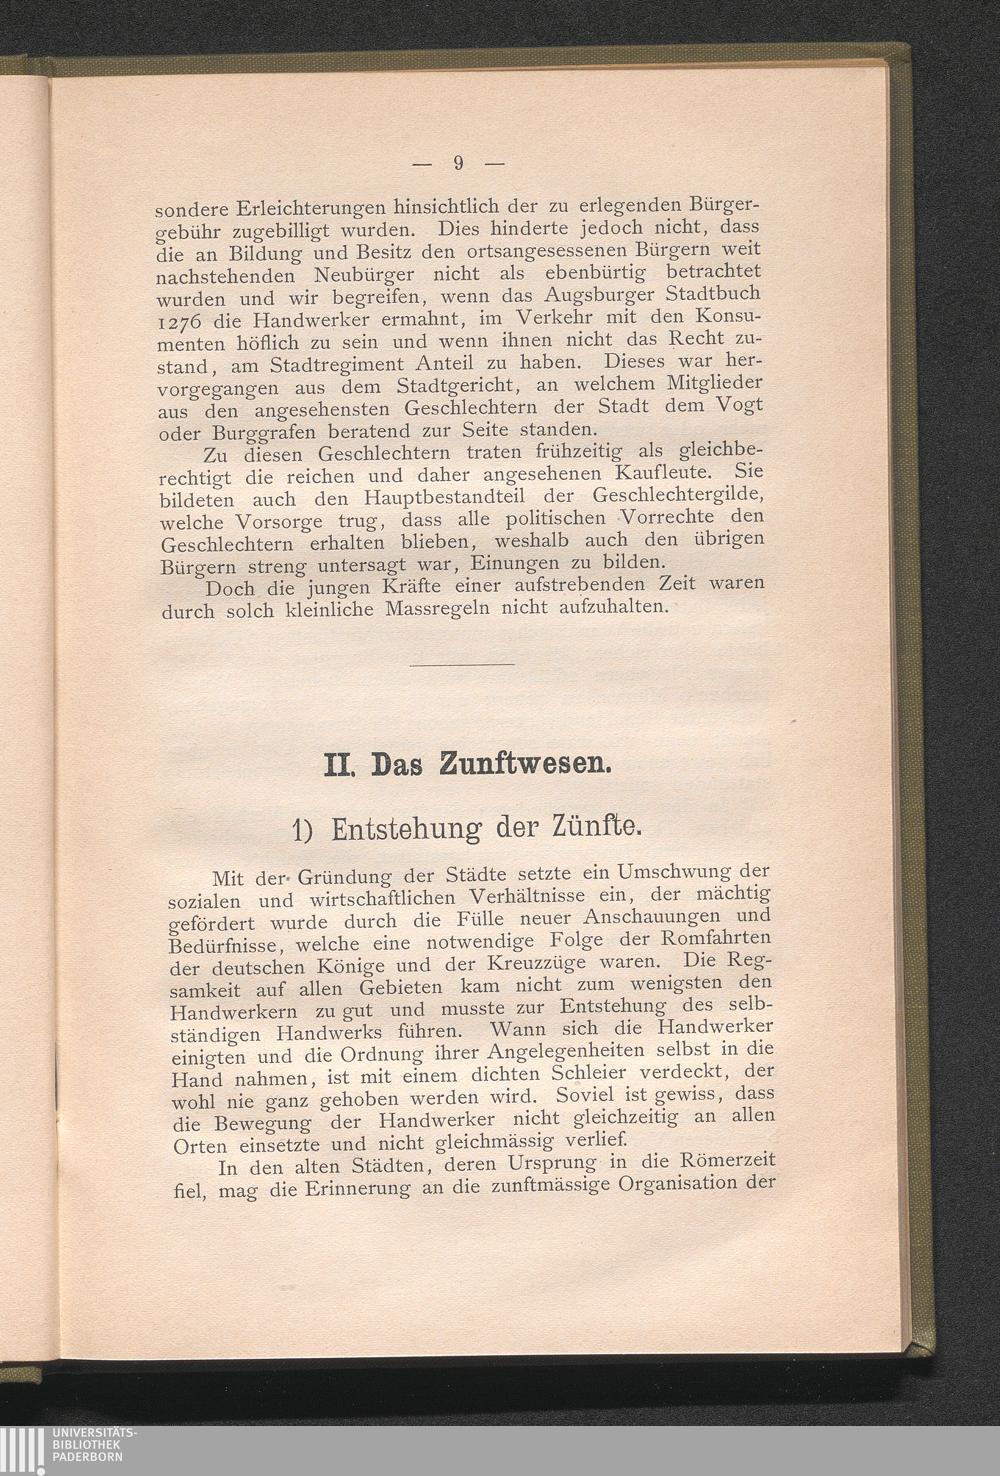 — 9 —
sondere Erleichterungen hinsichtlich der zu erlegenden Bürger-
gebühr zugebilligt wurden. Dies hinderte jedoch nicht, dass
die an Bildung und Besitz den ortsangesessenen Bürgern weit
nachstehenden Neubürger nicht als ebenbürtig betrachtet
wurden und wir begreifen, wenn das Augsburger Stadtbuch
1276 die Handwerker ermahnt, im Verkehr mit den Konsu-
menten höflich zu sein und wenn ihnen nicht das Recht zu-
stand, am Stadtregiment Anteil zu haben. Dieses war her-
vorgegangen aus dem Stadtgericht, an welchem Mitglieder
aus den angesehensten Geschlechtern der Stadt dem Vogt
oder Burggrafen beratend zur Seite standen.
Zu diesen Geschlechtern traten frühzeitig als gleichbe-
rechtigt die reichen und daher angesehenen Kaufleute. Sie
bildeten auch den Hauptbestandteil der Geschlechtergilde,
welche Vorsorge trug, dass alle politischen Vorrechte den
Geschlechtern erhalten blieben, weshalb auch den übrigen
Bürgern streng untersagt war, Einungen zu bilden.
Doch die jungen Kräfte einer aufstrebenden Zeit waren
durch solch kleinliche Massregeln nicht aufzuhalten.
II. Das Zunftwesen.
1) Entstehung der Zünfte.
Mit der Gründung der Städte setzte ein Umschwung der
sozialen und wirtschaftlichen Verhältnisse ein, der mächtig
gefördert wurde durch die Fülle neuer Anschauungen und
Bedürfnisse, welche eine notwendige Folge der Romfahrten
der deutschen Könige und der Kreuzzüge waren. Die Reg-
samkeit auf allen Gebieten kam nicht zum wenigsten den
Handwerkern zu gut und musste zur Entstehung des selb-
ständigen Handwerks führen. Wann sich die Handwerker
einigten und die Ordnung ihrer Angelegenheiten selbst in die
Hand nahmen, ist mit einem dichten Schleier verdeckt, der
wohl nie ganz gehoben werden wird. Soviel ist gewiss, dass
die Bewegung der Handwerker nicht gleichzeitig an allen
Orten einsetzte und nicht gleichmässig verlief.
In den alten Städten, deren Ursprung in die Römerzeit
fiel, mag die Erinnerung an die zunftmässige Organisation der
UNIVERSITÄTS-
BIBLIOTHEK
PADERBORN